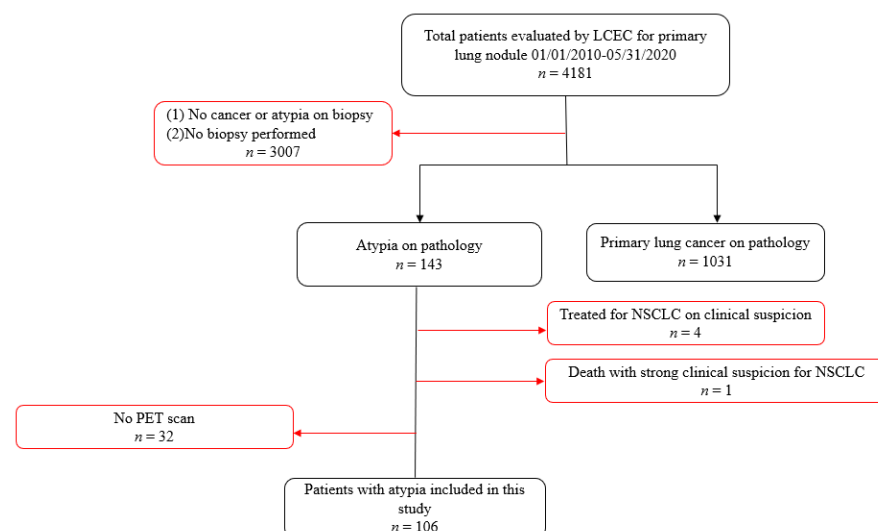 Total patients evaluated by LCEC for primary
lung nodule 01/01/2010-05/31/2020
n = 4181
(1) No cancer or atypia on biopsy
(2)No biopsy performed
n = 3007
Atypia on pathology
n = 143
Primary lung cancer on pathology
n = 1031
Treated for NSCLC on clinical suspicion
n = 4
Death with strong clinical suspicion for NSCLC
n = 1
No PET scan
n = 32
Patients with atypia included in this
study
n = 106